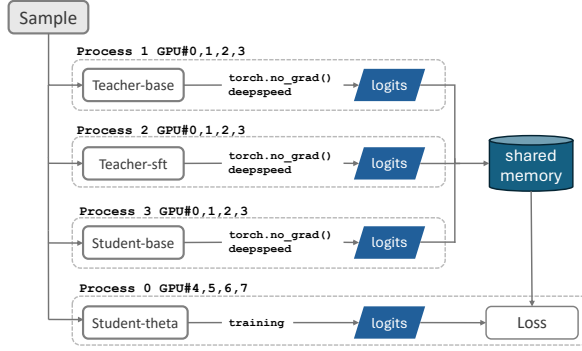 Sample
Process 1 GPU#0,1,2,3
Teacher-base
torch.no_grad()
deepspeed
logits
Process 2 GPU#0,1,2,3
Teacher-sft
torch.no_grad()
deepspeed
logits
shared
memory
Process 3 GPU#0,1,2,3
Student-base
torch.no_grad()
deepspeed
logits
Process 0 GPU#4,5,6,7
Student-theta
training
logits
Loss